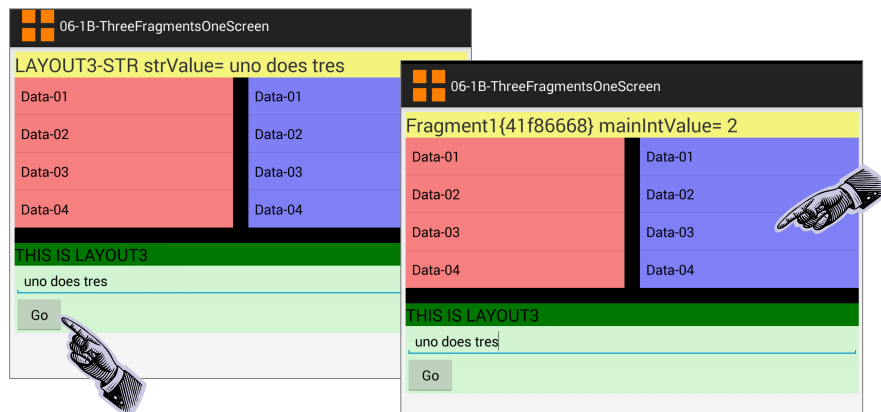 06-1B-ThreeFragmentsOneScreen
LAYOUT3-STR strValue= uno does tres
Data-01 Data-01
Data-02 Data-02
Data-03 Data-03
Data-04 Data-04
THIS IS LAYOUT3
uno does tres
Go
06-1B-ThreeFragmentsOneScreen
Fragment1{41f86668} mainIntValue= 2
Data-01 Data-01
Data-02 Data-02
Data-03 Data-03
Data-04 Data-04
THIS IS LAYOUT3
uno does tres
Go